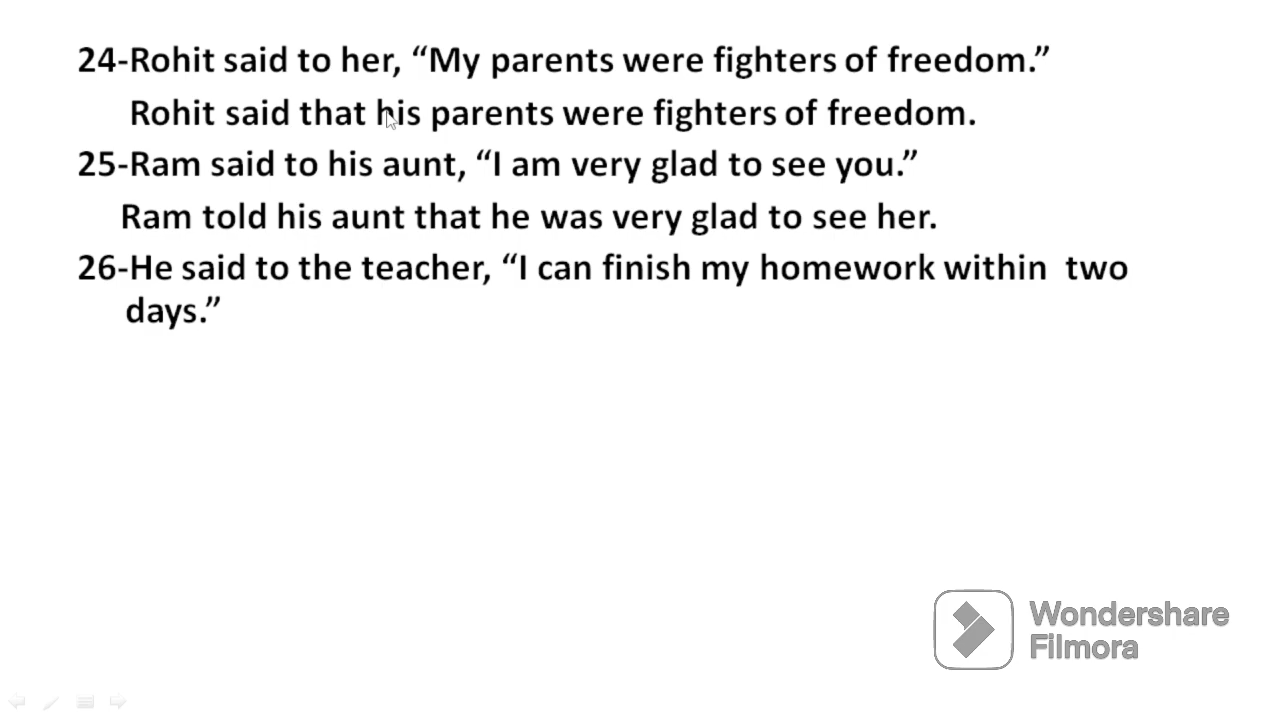 24-Rohit said to her, “My parents were fighters of freedom.”
Rohit said that his parents were fighters of freedom.
25-Ram said to his aunt, “I am very glad to see you.”
Ram told his aunt that he was very glad to see her.
26-He said to the teacher, “I can finish my homework within  two
days.”
Wondershare
Filmora